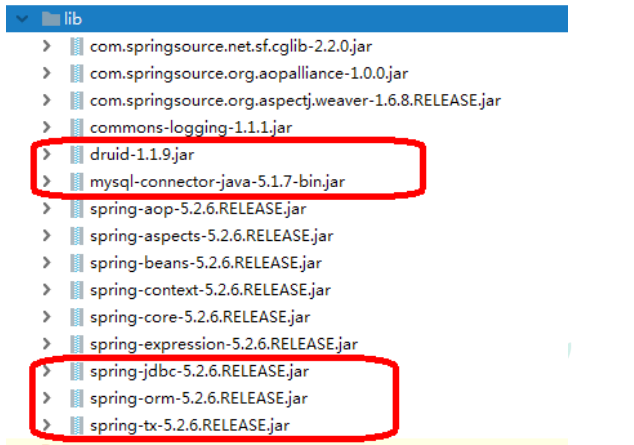 lib
com.springsource.net.sf.cglib-2.2.0.jar
com.springsource.org.aopalliance-1.0.0.jar
com.springsource.org.aspectj.weaver-1.6.8.RELEASE.jar
commons-logging-1.1.1.jar
druid-1.1.9.jar
mysql-connector-java-5.1.7-bin.jar
spring-aop-5.2.6.RELEASE.jar
spring-aspects-5.2.6.RELEASE.jar
spring-beans-5.2.6.RELEASE.jar
spring-context-5.2.6.RELEASE.jar
spring-core-5.2.6.RELEASE.jar
spring-expression-5.2.6.RELEASE.jar
spring-jdbc-5.2.6.RELEASE.jar
spring-orm-5.2.6.RELEASE.jar
spring-tx-5.2.6.RELEASE.jar